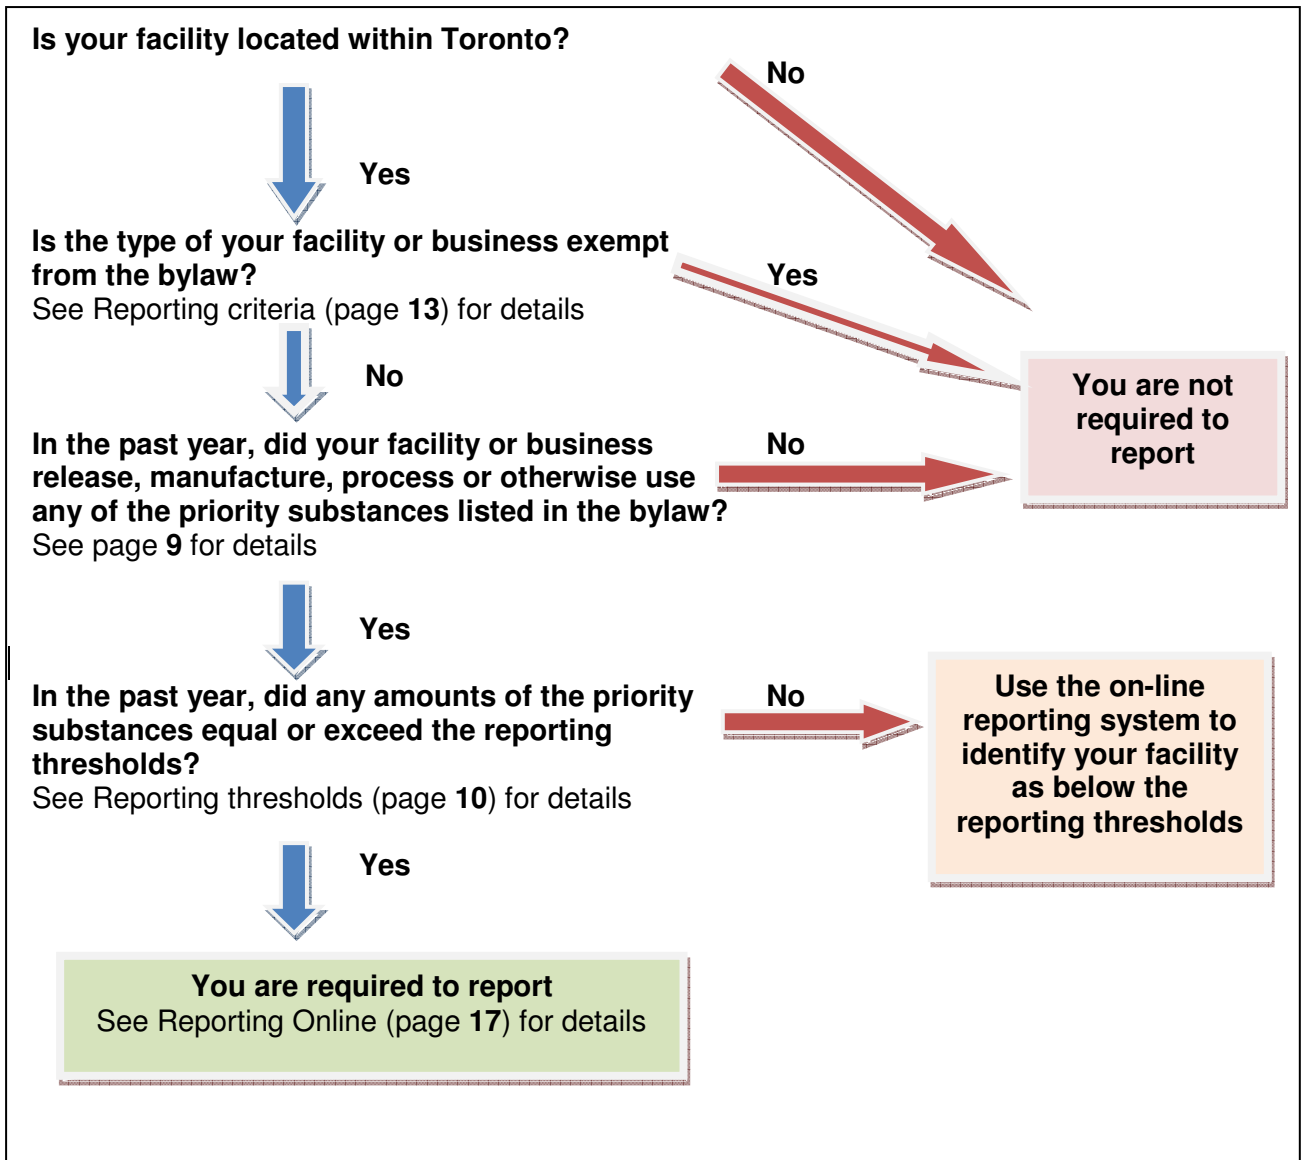 Is your facility located within Toronto?
No
Yes
Is the type of your facility or business exempt
from the bylaw?
See Reporting criteria (page 13) for details
Yes
No
In the past year, did your facility or business
release, manufacture, process or otherwise use
any of the priority substances listed in the bylaw?
See page 9 for details
No
You are not
required to
report
Yes
In the past year, did any amounts of the priority
substances equal or exceed the reporting
thresholds?
See Reporting thresholds (page 10) for details
No
Use the on-line
reporting system to
identify your facility
as below the
reporting thresholds
Yes
You are required to report
See Reporting Online (page 17) for details